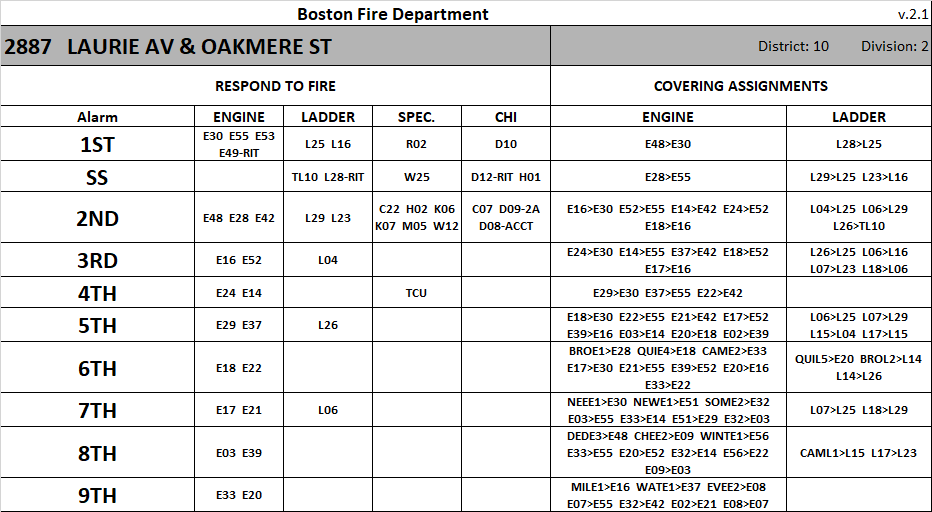 Boston Fire Department v.2.1
2887 LAURIE AV & OAKMERE ST District: 10 Division: 2
RESPOND TO FIRE COVERING ASSIGNMENTS
Alarm ENGINE LADDER SPEC. CHI ENGINE LADDER
1ST
E30 E55 E53
E49-RIT
L25 L16
R02
D10
E48>E30
L28>L25
SS
TL10 L28-RIT
W25
D12-RIT H01
E28>E55
L29>L25 L23>L16
2ND
E48 E28 E42
L29 L23
C22 H02 K06
K07 M05 W12
C07 D09-2A
D08-ACCT
E16>E30 E52>E55 E14>E42 E24>E52
E18>E16
L04>L25 L06>L29
L26>TL10
3RD
E16 E52
L04
E24>E30 E14>E55 E37>E42 E18>E52
E17>E16
L26>L25 L06>L16
L07>L23 L18>L06
4TH
E24 E14
TCU
E29>E30 E37>E55 E22>E42
5TH
E29 E37
L26
E18>E30 E22>E55 E21>E42 E17>E52
E39>E16 E03>E14 E20>E18 E02>E39
L06>L25 L07>L29
L15>L04 L17>L15
6TH
E18 E22
BROE1>E28 QUIE4>E18 CAME2>E33
E17>E30 E21>E55 E39>E52 E20>E16
E33>E22
QUIL5>E20 BROL2>L14
L14>L26
7TH
E17 E21
L06
NEEE1>E30 NEWE1>E51 SOME2>E32
E03>E55 E33>E14 E51>E29 E32>E03
L07>L25 L18>L29
8TH
E03 E39
DEDE3>E48 CHEE2>E09 WINTE1>E56
E33>E55 E20>E52 E32>E14 E56>E22
E09>E03
CAML1>L15 L17>L23
9TH
E33 E20
MILE1>E16 WATE1>E37 EVEE2>E08
E07>E55 E32>E42 E02>E21 E08>E07